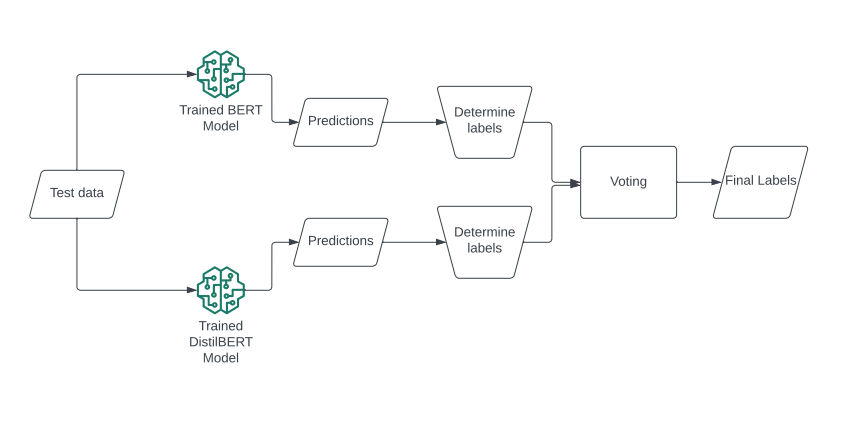 Test data
Trained BERT
Model
Predictions
Determine
labels
Trained
DistilBERT
Model
Predictions
Determine
labels
Voting
Final Labels